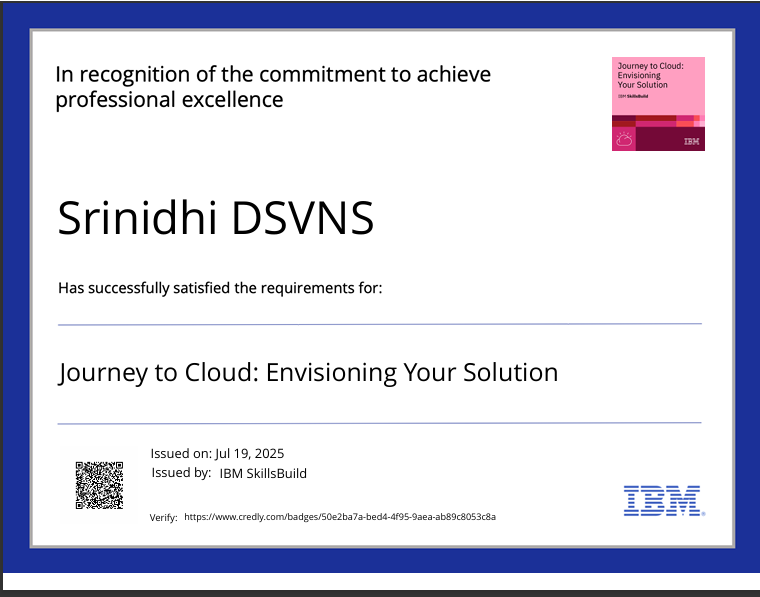 In recognition of the commitment to achieve
professional excellence
Journey to Cloud:
Envisioning
Your Solution
IBM SkillsBuild
IBM
Srinidhi DSVNS
Has successfully satisfied the requirements for:
Journey to Cloud: Envisioning Your Solution
Issued on: Jul 19, 2025
Issued by: IBM SkillsBuild
Verify: https://www.credly.com/badges/50e2ba7a-bed4-4f95-9aea-ab89c8053c8a
IBM®